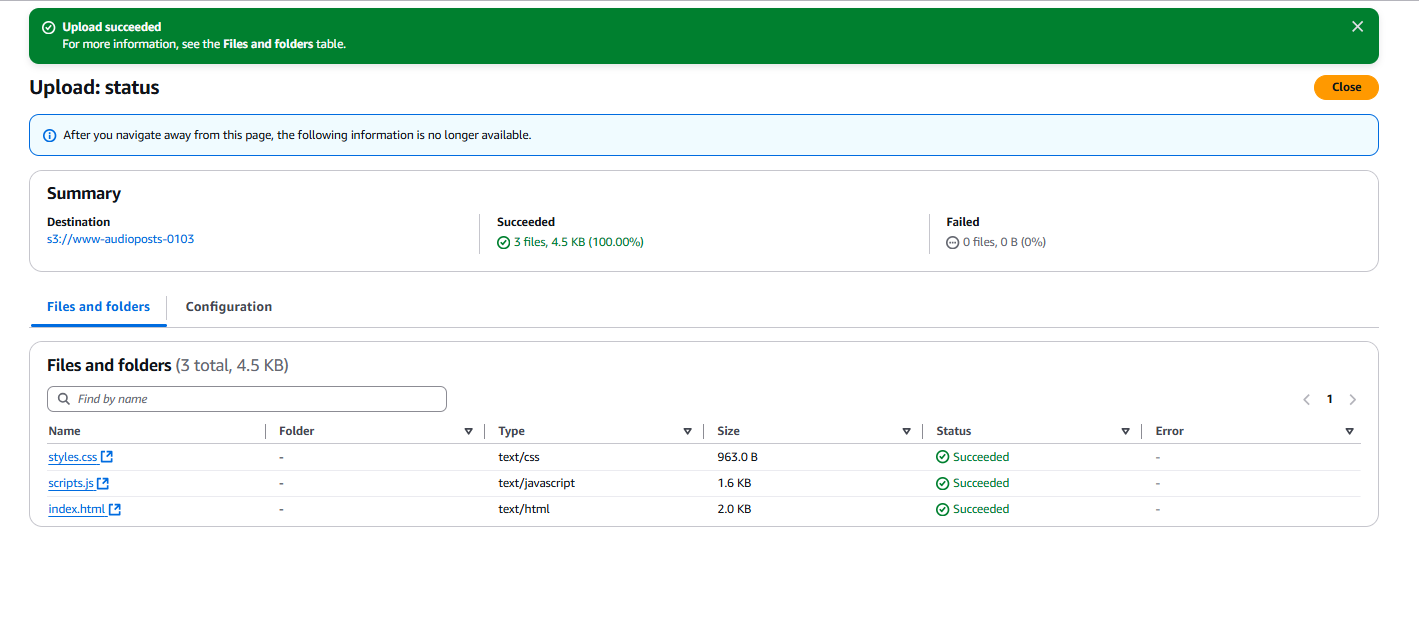 Upload succeeded
For more information, see the Files and folders table.
Upload: status
Close
After you navigate away from this page, the following information is no longer available.
Summary
Destination
s3://www-audioposts-0103
Succeeded
3 files, 4.5 KB (100.00%)
Failed
0 files, 0 B (0%)
Files and folders
Configuration
Files and folders (3 total, 4.5 KB)
Find by name
1
Name Folder Type Size Status Error
styles.css - text/css 963.0 B Succeeded -
scripts.js - text/javascript 1.6 KB Succeeded -
index.html - text/html 2.0 KB Succeeded -